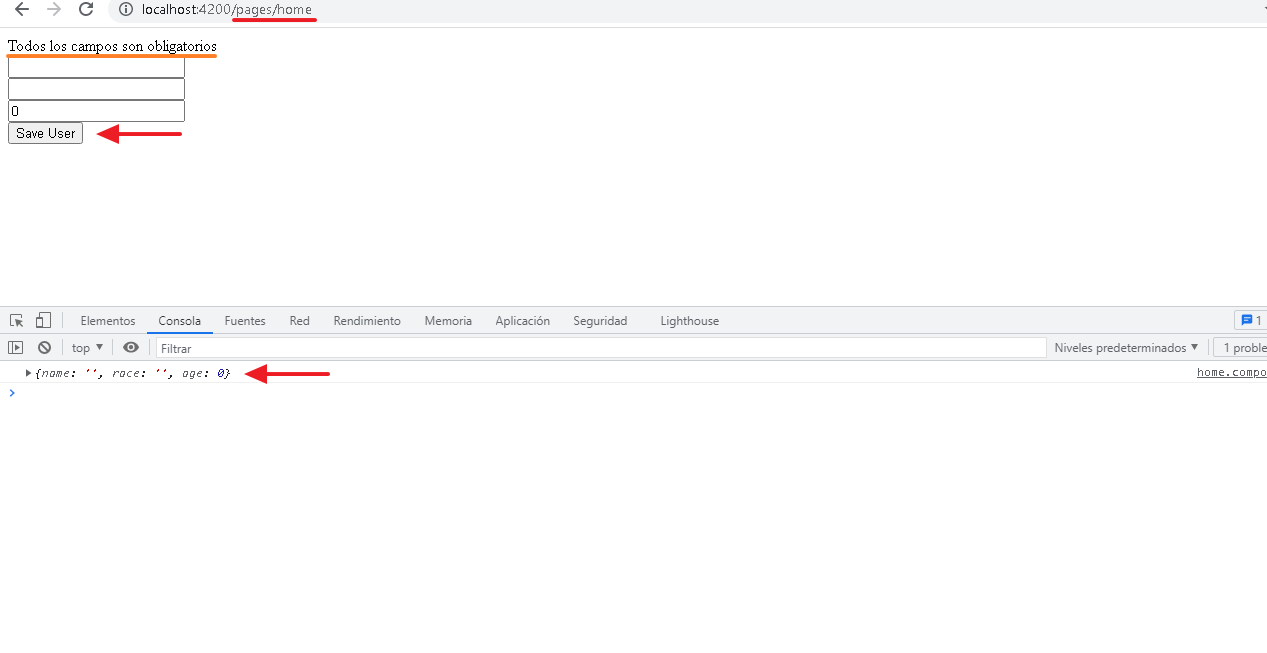 localhost:4200/pages/home
Todos los campos son obligatorios
0
Save User
Elementos Consola Fuentes Red Rendimiento Memoria Aplicación Seguridad Lighthouse 1
top Filtrar Niveles predeterminados 1 proble
{name: '', race: '', age: 0} home.compo